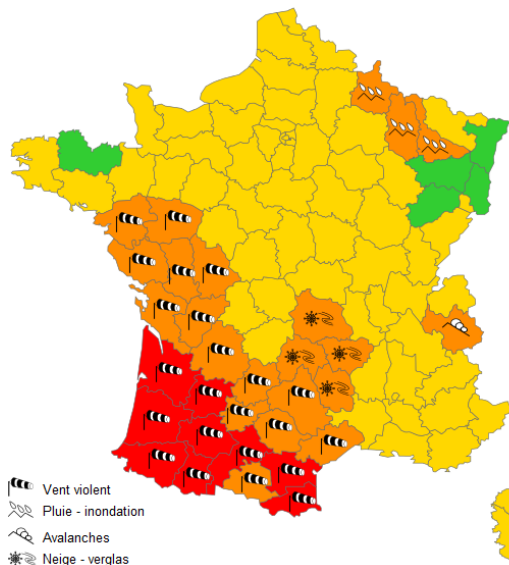 Vent violent
Pluie - inondation
Avalanches
Neige - verglas